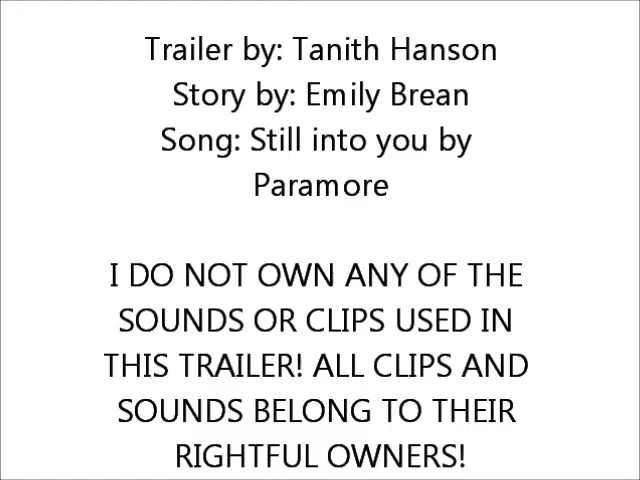 Trailer by: Tanith Hanson
Story by: Emily Brean
Song: Still into you by
Paramore
I DO NOT OWN ANY OF THE
SOUNDS OR CLIPS USED IN
THIS TRAILER! ALL CLIPS AND
SOUNDS BELONG TO THEIR
RIGHTFUL OWNERS!